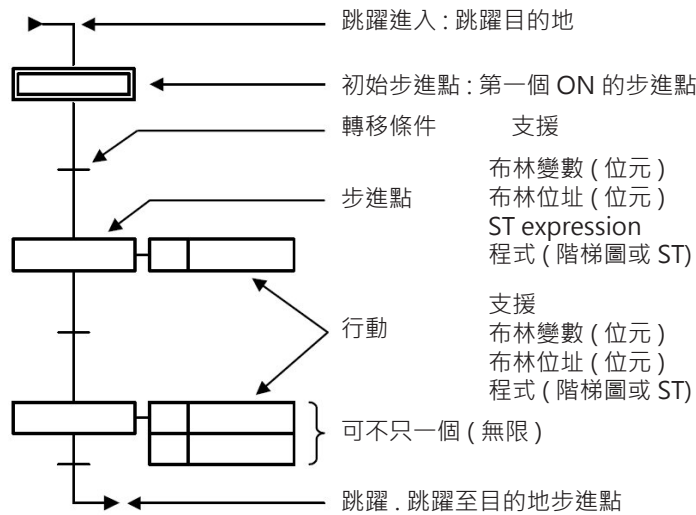 跳躍進入 : 跳躍目的地
初始步進點 : 第一個 ON 的步進點
轉移條件 支援
布林變數 ( 位元 )
步進點 布林位址 ( 位元 )
ST expression
程式 ( 階梯圖或 ST)
支援
行動 布林變數 ( 位元 )
布林位址 ( 位元 )
程式 ( 階梯圖或 ST)
可不只一個 ( 無限 )
跳躍 . 跳躍至目的地步進點